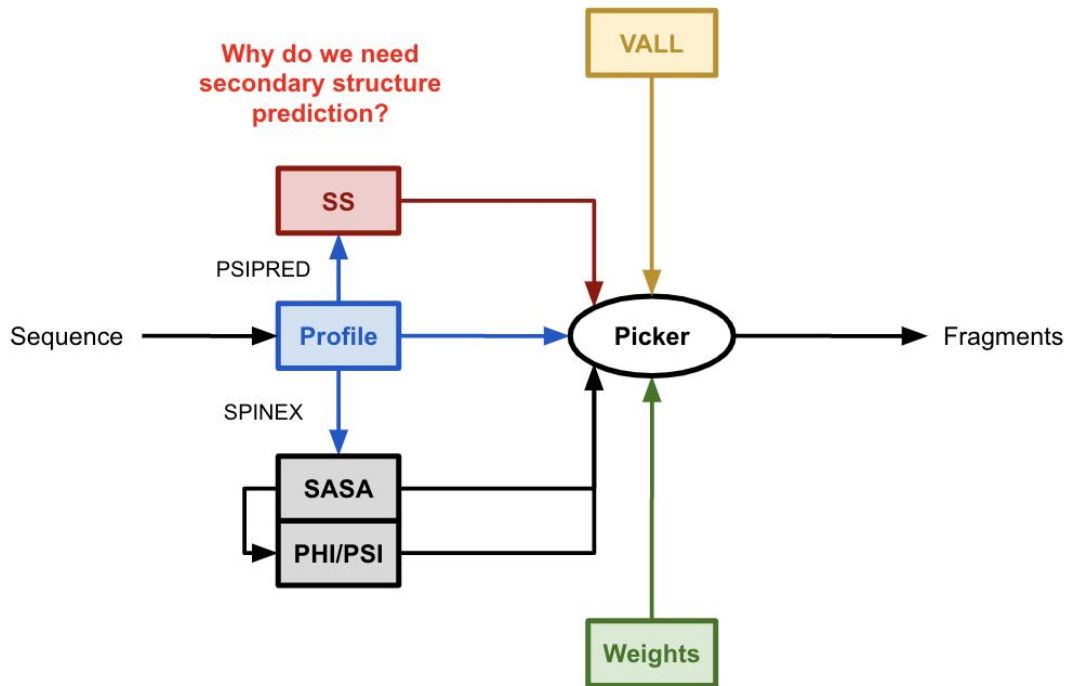 VALL
Why do we need
secondary structure
prediction?
SS
PSIPRED
Sequence
Profile
Picker
Fragments
SPINEX
SASA
PHI/PSI
Weights